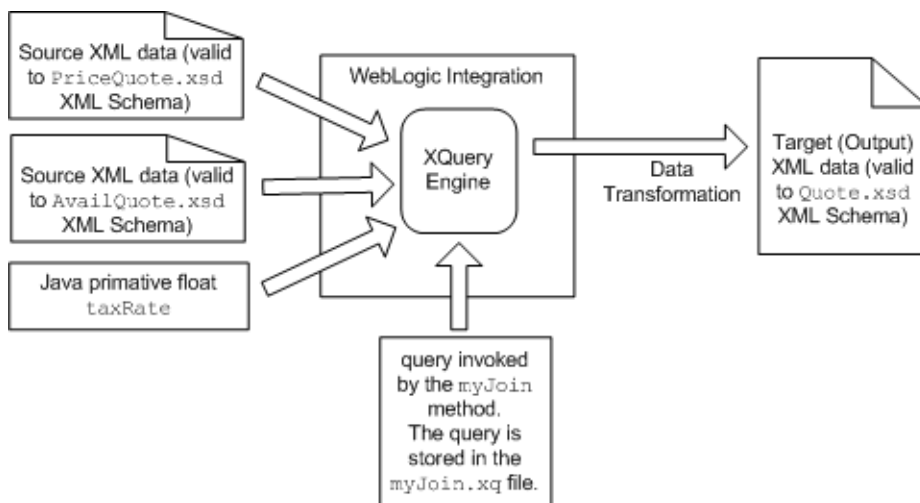 Source XML data (valid
to PriceQuote.xsd
XML Schema)
Source XML data (valid
to AvailQuote.xsd
XML Schema)
Java primative float
taxRate
WebLogic Integration
XQuery
Engine
query invoked
by the myJoin
method.
The query is
stored in the
myJoin.xq file.
Data
Transformation
Target (Output)
XML data (valid
to Quote.xsd
XML Schema)